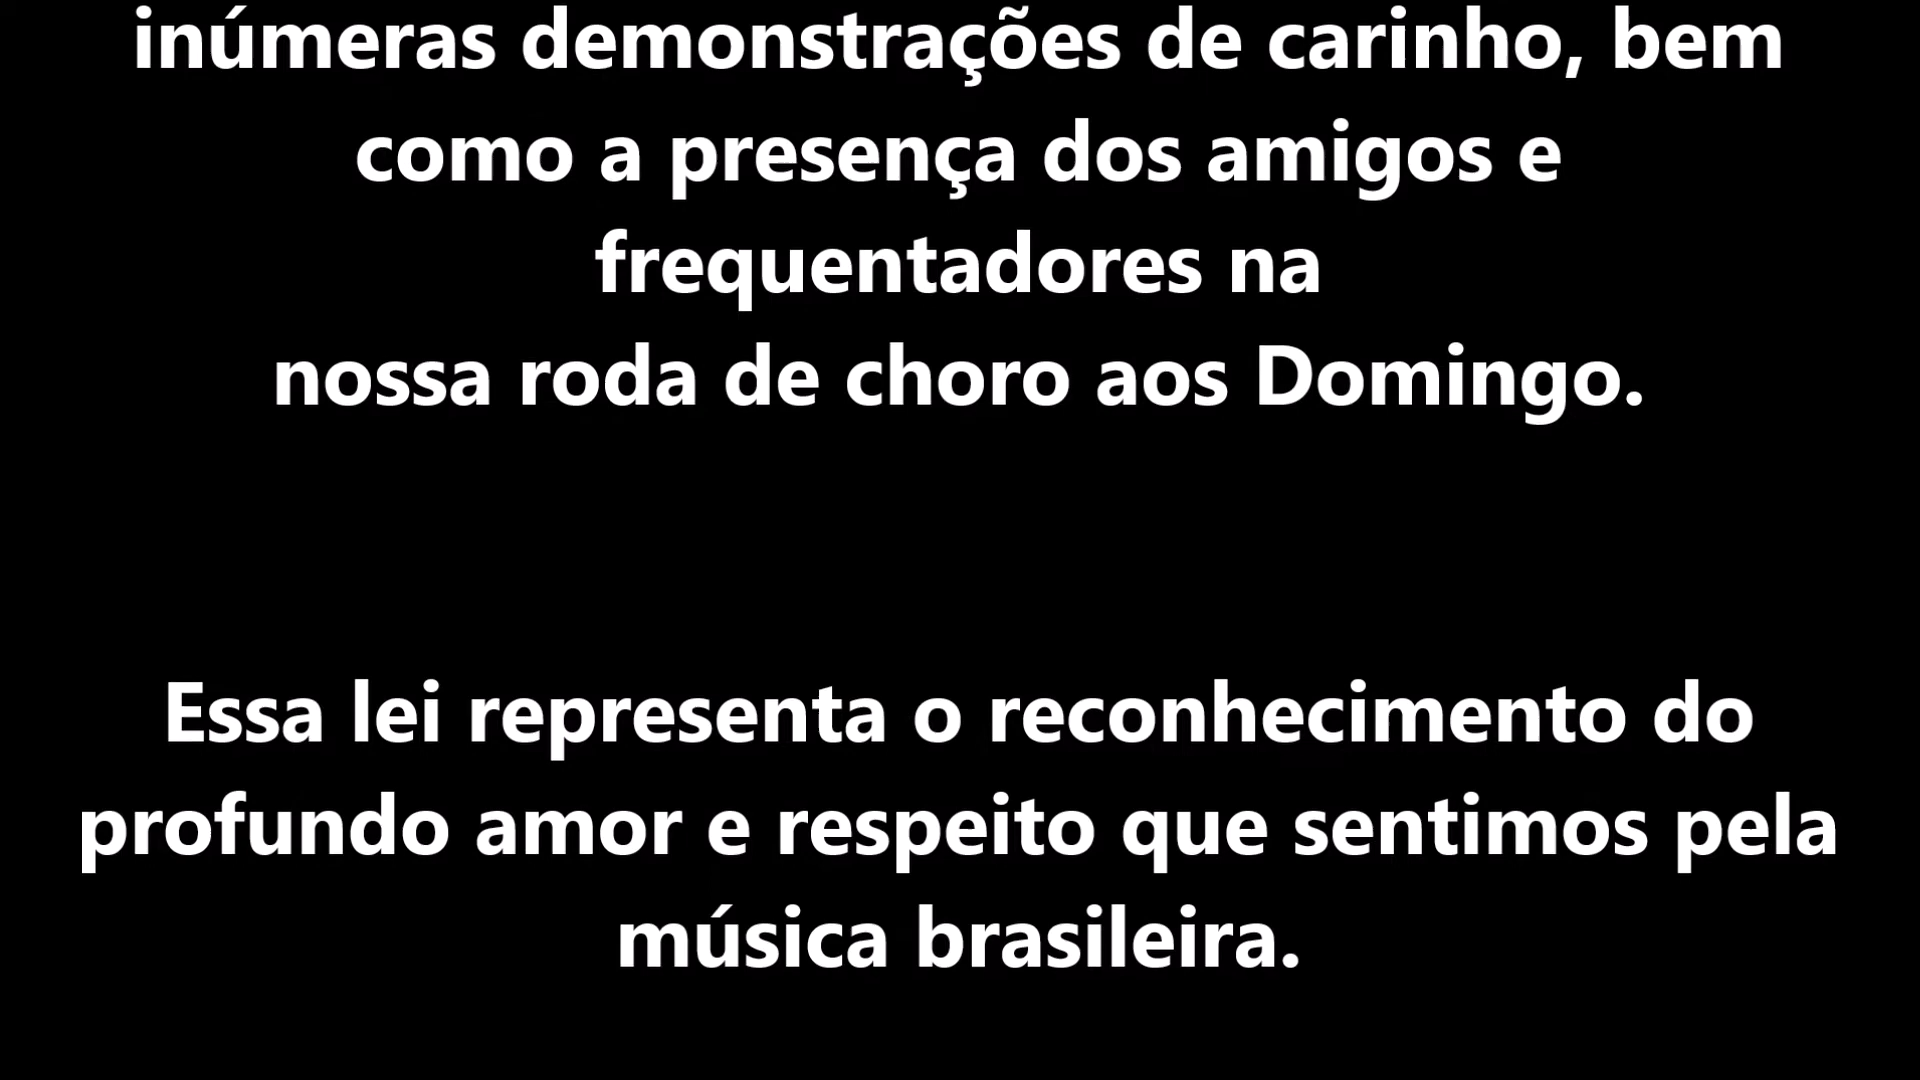 inúmeras demonstrações de carinho, bem
como a presença dos amigos e
frequentadores na
nossa roda de choro aos Domingo.
Essa lei representa o reconhecimento do
profundo amor e respeito que sentimos pela
música brasileira.